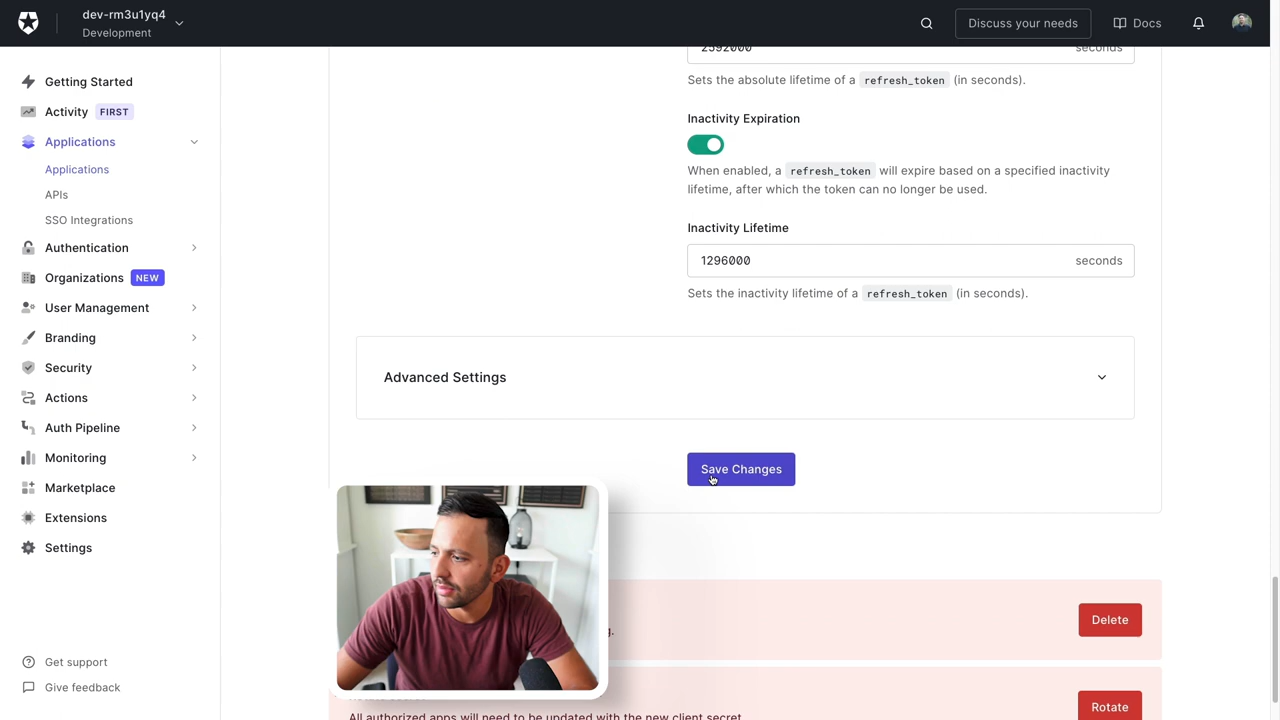 dev-rm3u1yq4
Development
Discuss your needs
Docs
Getting Started
Activity FIRST
Applications
Applications
APIs
SSO Integrations
Authentication
Organizations NEW
User Management
Branding
Security
Actions
Auth Pipeline
Monitoring
Marketplace
Extensions
Settings
Get support
Give feedback
2592000 seconds
Sets the absolute lifetime of a refresh_token (in seconds).
Inactivity Expiration
When enabled, a refresh_token will expire based on a specified inactivity
lifetime, after which the token can no longer be used.
Inactivity Lifetime
1296000 seconds
Sets the inactivity lifetime of a refresh_token (in seconds).
Advanced Settings
Save Changes
Delete
All authorized apps will need to be updated with the new client secret.
Rotate